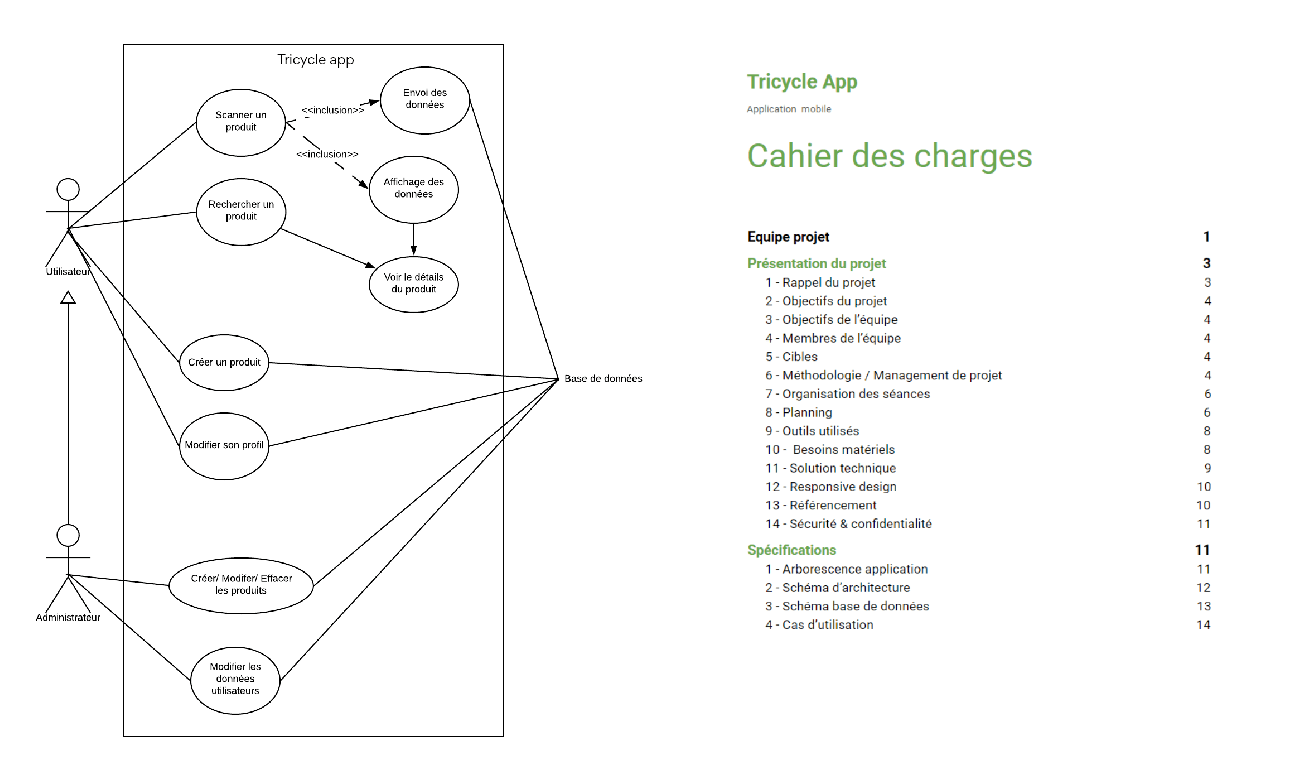 Tricycle app
Envoi des
données
<<inclusion>>
Scanner un
produit
<<inclusion>>
Affichage des
données
Rechercher un
produit
Utilisateur
Voir le détails
du produit
Créer un produit
Base de données
Modifier son profil
Créer/ Modifer/ Effacer
les produits
Administrateur
Modifier les
données
utilisateurs
Tricycle App
Application mobile
Cahier des charges
Equipe projet 1
Présentation du projet 3
1 - Rappel du projet 3
2 - Objectifs du projet 4
3 - Objectifs de l'équipe 4
4 - Membres de l'équipe 4
5 - Cibles 4
6 - Méthodologie / Management de projet 4
7 - Organisation des séances 6
8 - Planning 6
9 - Outils utilisés 8
10 - Besoins matériels 8
11 - Solution technique 9
12 - Responsive design 10
13 - Référencement 10
14 - Sécurité & confidentialité 11
Spécifications 11
1 - Arborescence application 11
2 - Schéma d'architecture 12
3 - Schéma base de données 13
4 - Cas d'utilisation 14